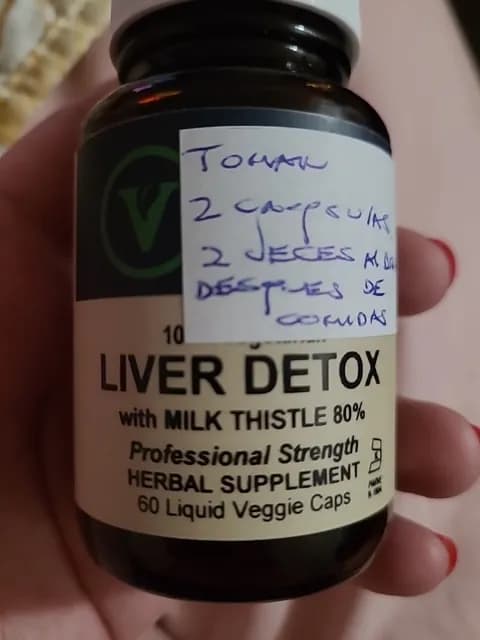 V
TOMAR
2 CAPSULAS
2 VECES AL DIA
DESPUES DE
COMIDAS
LIVER DETOX
with MILK THISTLE 80%
Professional Strength
HERBAL SUPPLEMENT
60 Liquid Veggie Caps